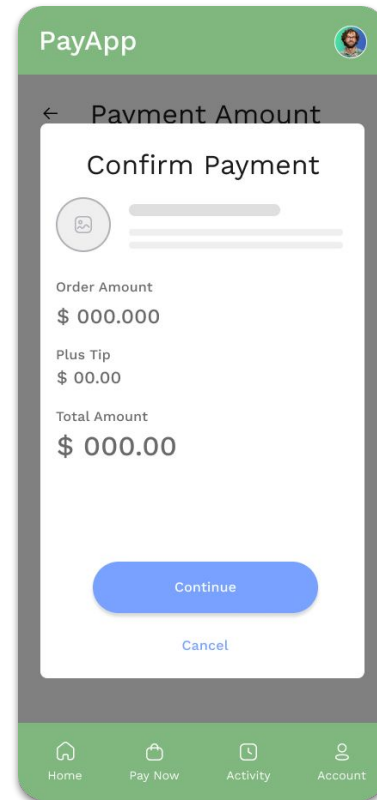 PayApp
← Payment Amount
Confirm Payment
Order Amount
$ 000.000
Plus Tip
$ 00.00
Total Amount
$ 000.00
Continue
Cancel
Home Pay Now Activity Account